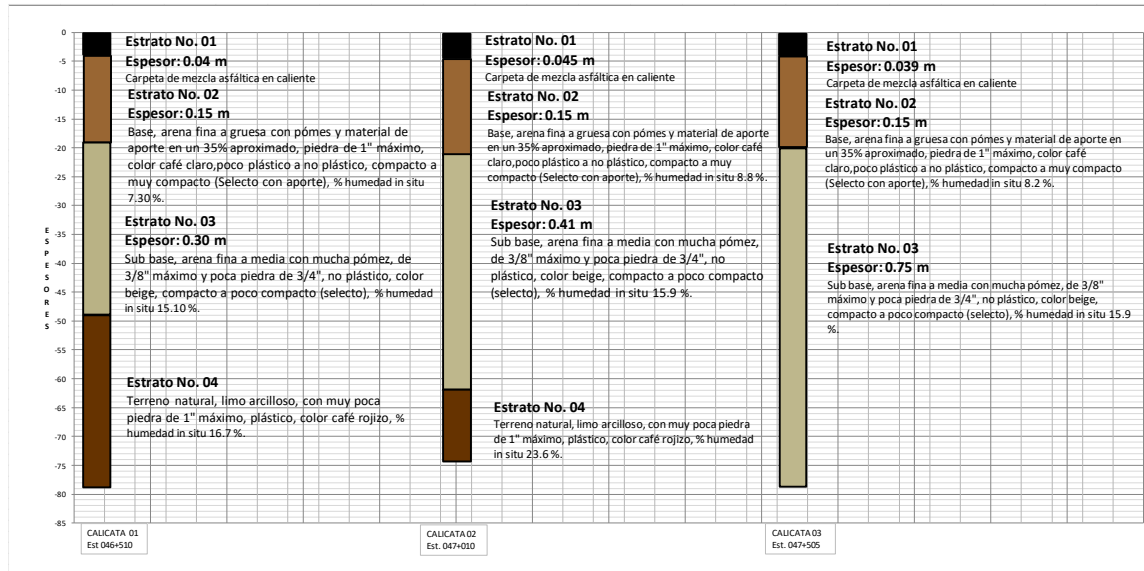 0
-5
-10
-15
-20
-25
-30
-35
-40
-45
-50
-55
-60
-65
-70
-75
-80
-85
ESPESORES
Estrato No. 01
Espesor: 0.04 m
Carpeta de mezcla asfáltica en caliente
Estrato No. 02
Espesor: 0.15 m
Base, arena fina a gruesa con pómes y material de
aporte en un 35% aproximado, piedra de 1" máximo,
color café claro,poco plástico a no plástico, compacto a
muy compacto (Selecto con aporte), % humedad in situ
7.30 %.
Estrato No. 03
Espesor: 0.30 m
Sub base, arena fina a media con mucha pómez, de
3/8" máximo y poca piedra de 3/4", no plástico, color
beige, compacto a poco compacto (selecto), % humedad
in situ 15.10 %.
Estrato No. 04
Terreno natural, limo arcilloso, con muy poca
piedra de 1" máximo, plástico, color café rojizo, %
humedad in situ 16.7 %.
CALICATA 01
Est 046+510
Estrato No. 01
Espesor: 0.045 m
Carpeta de mezcla asfáltica en caliente
Estrato No. 02
Espesor: 0.15 m
Base, arena fina a gruesa con pómes y material de aporte
en un 35% aproximado, piedra de 1" máximo, color café
claro,poco plástico a no plástico, compacto a muy
compacto (Selecto con aporte), % humedad in situ 8.8 %.
Estrato No. 03
Espesor: 0.41 m
Sub base, arena fina a media con mucha pómez,
de 3/8" máximo y poca piedra de 3/4", no
plástico, color beige, compacto a poco compacto
(selecto), % humedad in situ 15.9 %.
Estrato No. 04
Terreno natural, limo arcilloso, con muy poca piedra
de 1" máximo, plástico, color café rojizo, % humedad
in situ 23.6 %.
CALICATA 02
Est. 047+010
Estrato No. 01
Espesor: 0.039 m
Carpeta de mezcla asfáltica en caliente
Estrato No. 02
Espesor: 0.15 m
Base, arena fina a gruesa con pómes y material de aporte en
un 35% aproximado, piedra de 1" máximo, color café
claro,poco plástico a no plástico, compacto a muy compacto
(Selecto con aporte), % humedad in situ 8.2 %.
Estrato No. 03
Espesor: 0.75 m
Sub base, arena fina a media con mucha pómez, de 3/8"
máximo y poca piedra de 3/4", no plástico, color beige,
compacto a poco compacto (selecto), % humedad in situ 15.9
%.
CALICATA 03
Est. 047+505